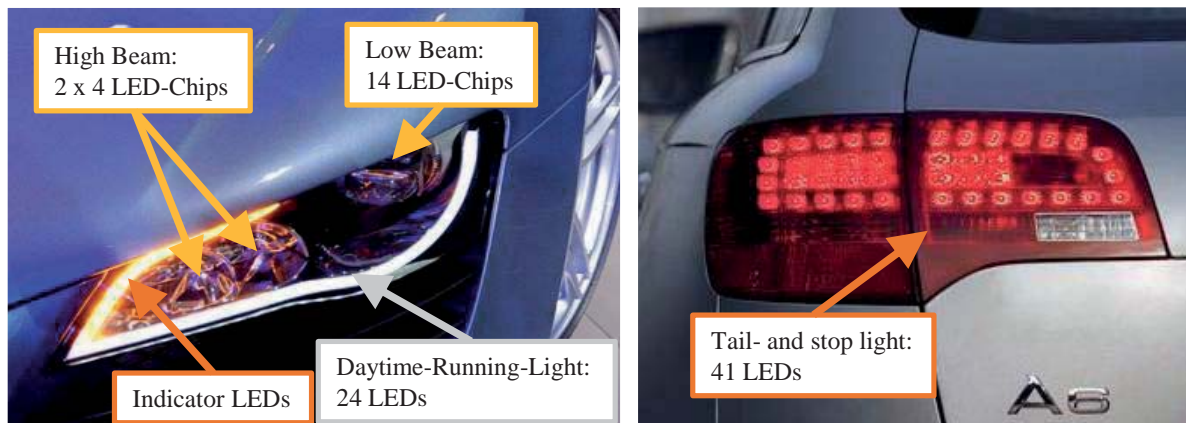 High Beam:
2 x 4 LED-Chips
Low Beam:
14 LED-Chips
Indicator LEDs
Daytime-Running-Light:
24 LEDs
Tail- and stop light:
41 LEDs
A6